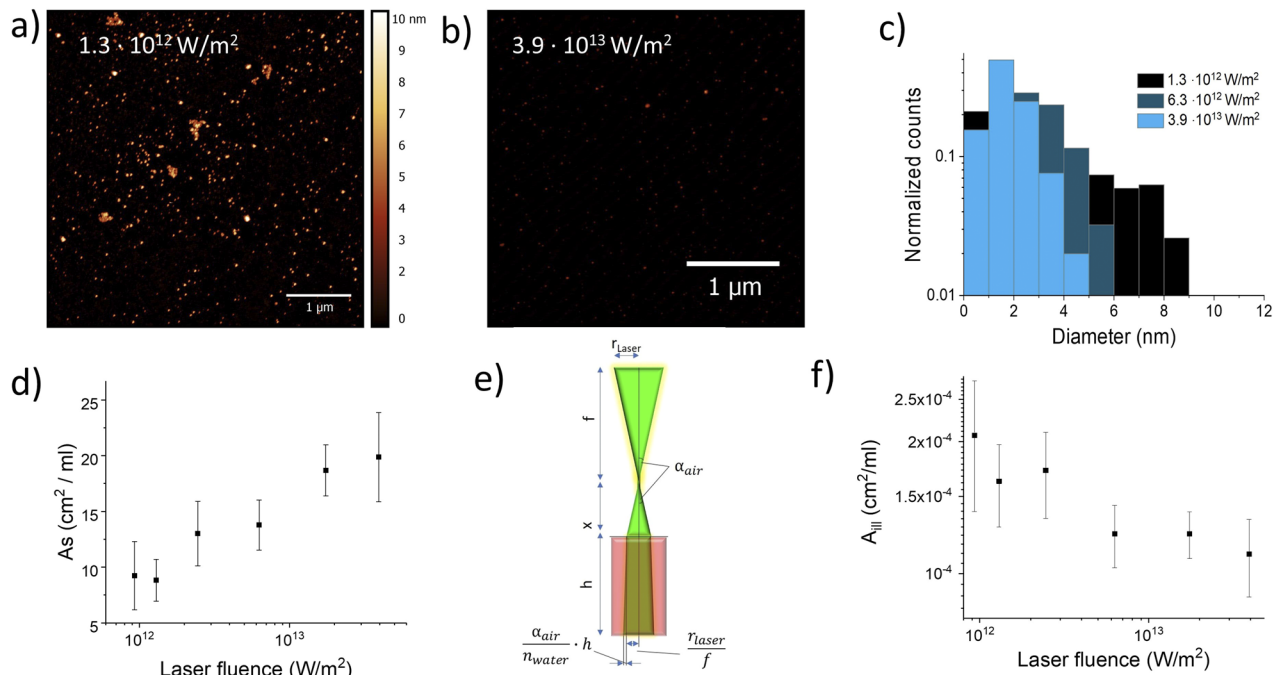 a)
1.3 · 10¹² W/m²
1 µm
10 nm
9
8
7
6
5
4
3
2
1
0
b)
3.9 · 10¹³ W/m²
1 µm
c)
Normalized counts
0.1
0.01
1.3 ·10¹² W/m²
6.3 ·10¹² W/m²
3.9 ·10¹³ W/m²
0 2 4 6 8 10 12
Diameter (nm)
d)
As (cm² / ml)
25
20
15
10
5
10¹² 10¹³
Laser fluence (W/m²)
e)
r_Laser
f
α_air
x
h
α_air/n_water · h
r_laser/f
f)
A_ill (cm²/ml)
2.5x10⁻⁴
2x10⁻⁴
1.5x10⁻⁴
10⁻⁴
10¹² 10¹³
Laser fluence (W/m²)